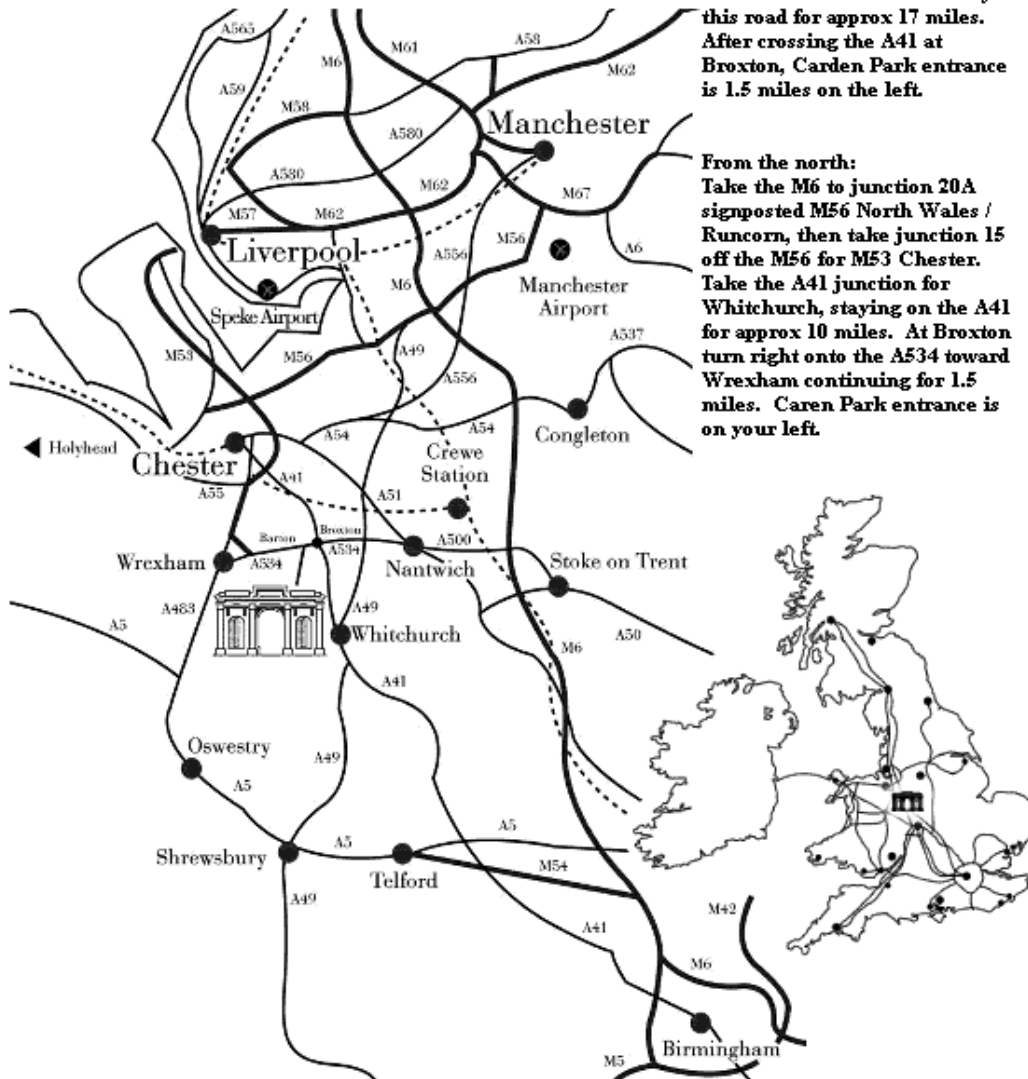 this road for approx 17 miles.
After crossing the A41 at
Broxton, Carden Park entrance
is 1.5 miles on the left.
From the north:
Take the M6 to junction 20A
signposted M56 North Wales /
Runcorn, then take junction 15
off the M56 for M53 Chester.
Take the A41 junction for
Whitchurch, staying on the A41
for approx 10 miles. At Broxton
turn right onto the A534 toward
Wrexham continuing for 1.5
miles. Caren Park entrance is
on your left.
A565
M6
M61
A58
M62
A59
M58
A580
Manchester
A580
M62
M67
M57
M62
Liverpool
A556
M56
A6
M6
Manchester
Airport
Speke Airport
M53
M56
A49
A537
A556
A54
A54
Congleton
Holyhead
Chester
Crewe
Station
A55
A41
A51
Barton
Broxton
A534
A534
A500
Wrexham
Nantwich
Stoke on Trent
A483
A49
Whitchurch
A5
A50
M6
A41
Oswestry
A49
A5
Shrewsbury
A5
Telford
A5
M54
A49
M42
A41
M6
Birmingham
M5